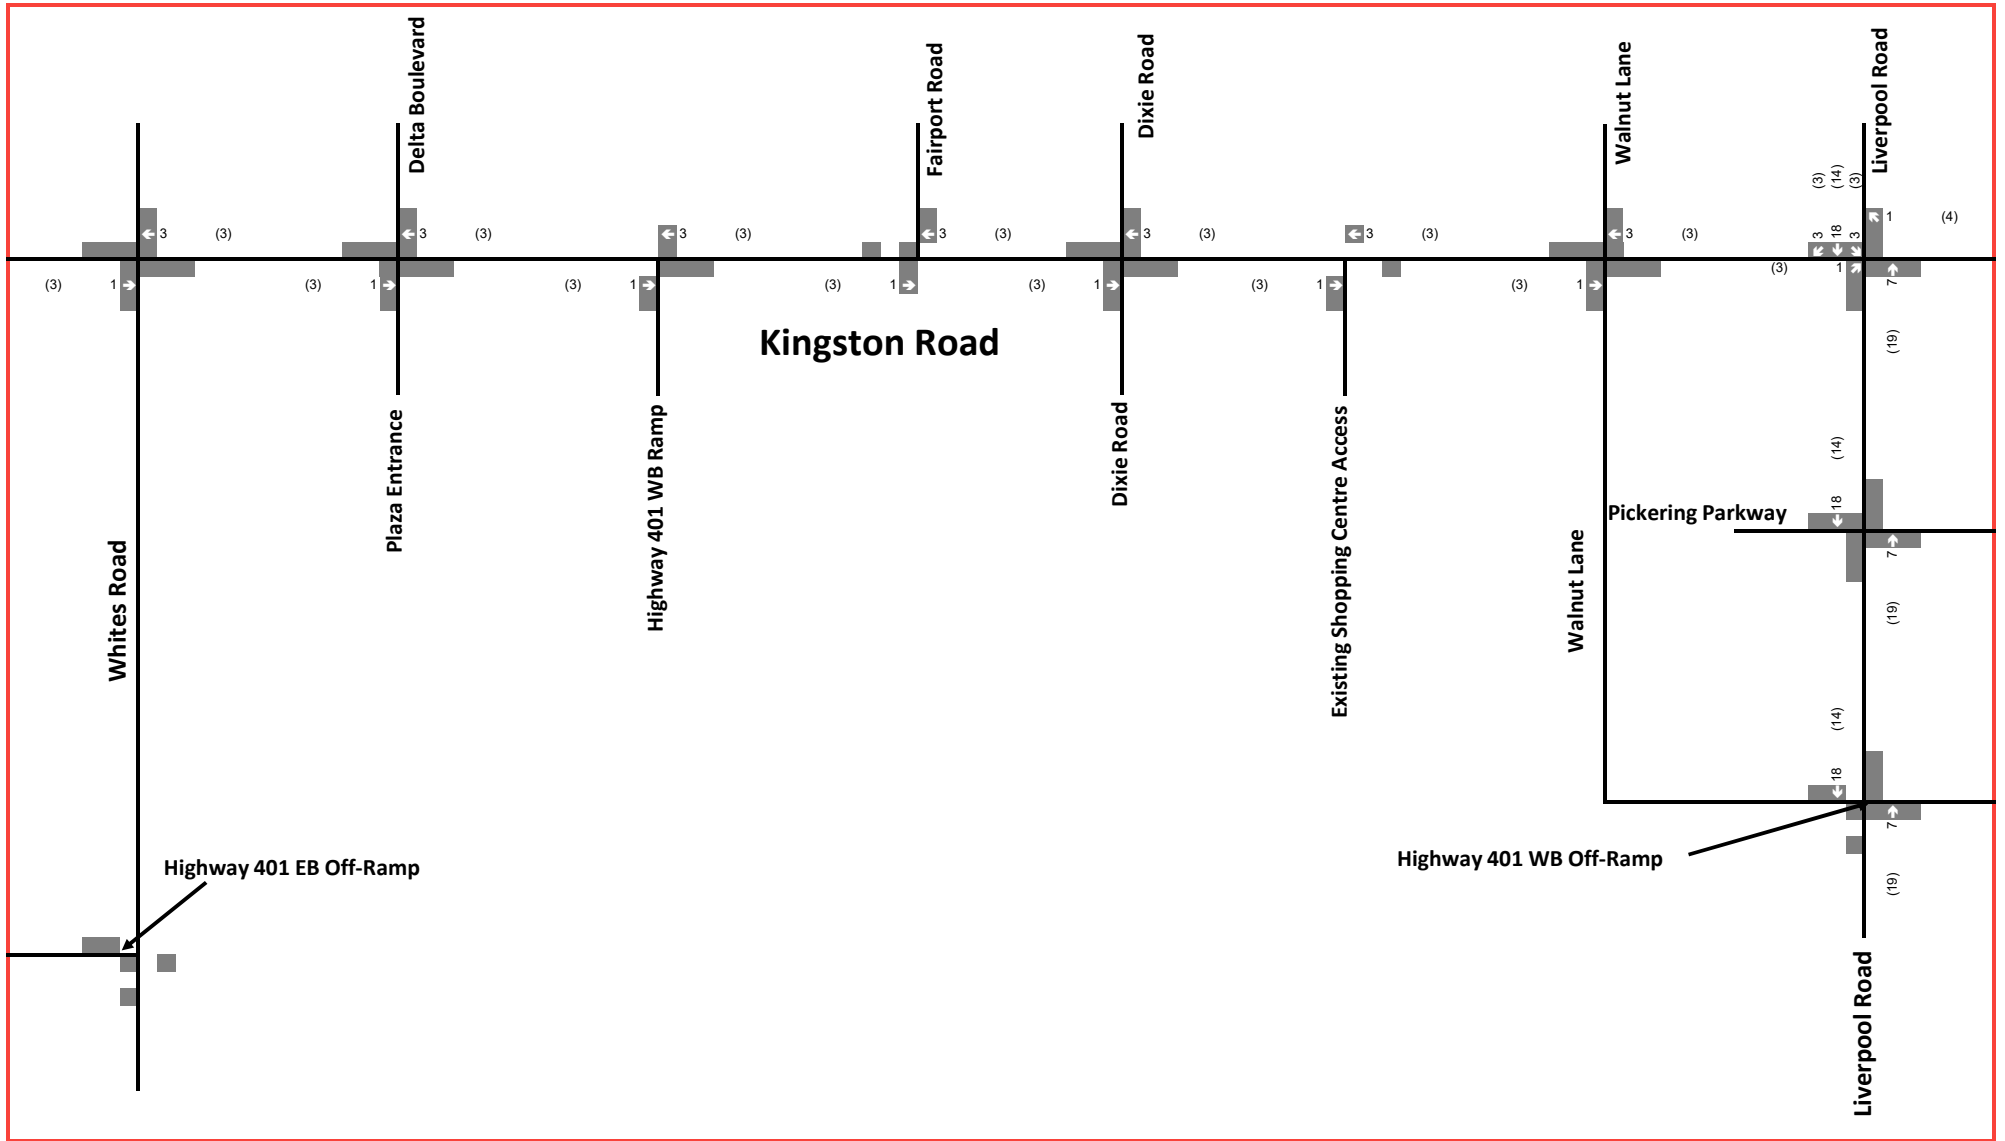 Delta Boulevard
Fairport Road
Dixie Road
Walnut Lane
Liverpool Road
(3) (14) (3)
1 (4)
3 18 3
3 (3)
3 (3)
3 (3)
3 (3)
3 (3)
3 (3)
3 (3)
(3) 1
(3) 1
(3) 1
(3) 1
(3) 1
(3) 1
(3) 1
(3) 1
7
(19)
Kingston Road
Plaza Entrance
Highway 401 WB Ramp
Dixie Road
Existing Shopping Centre Access
Whites Road
Walnut Lane
(14)
18
Pickering Parkway
7
(19)
(14)
18
7
Highway 401 EB Off-Ramp
Highway 401 WB Off-Ramp
(19)
Liverpool Road